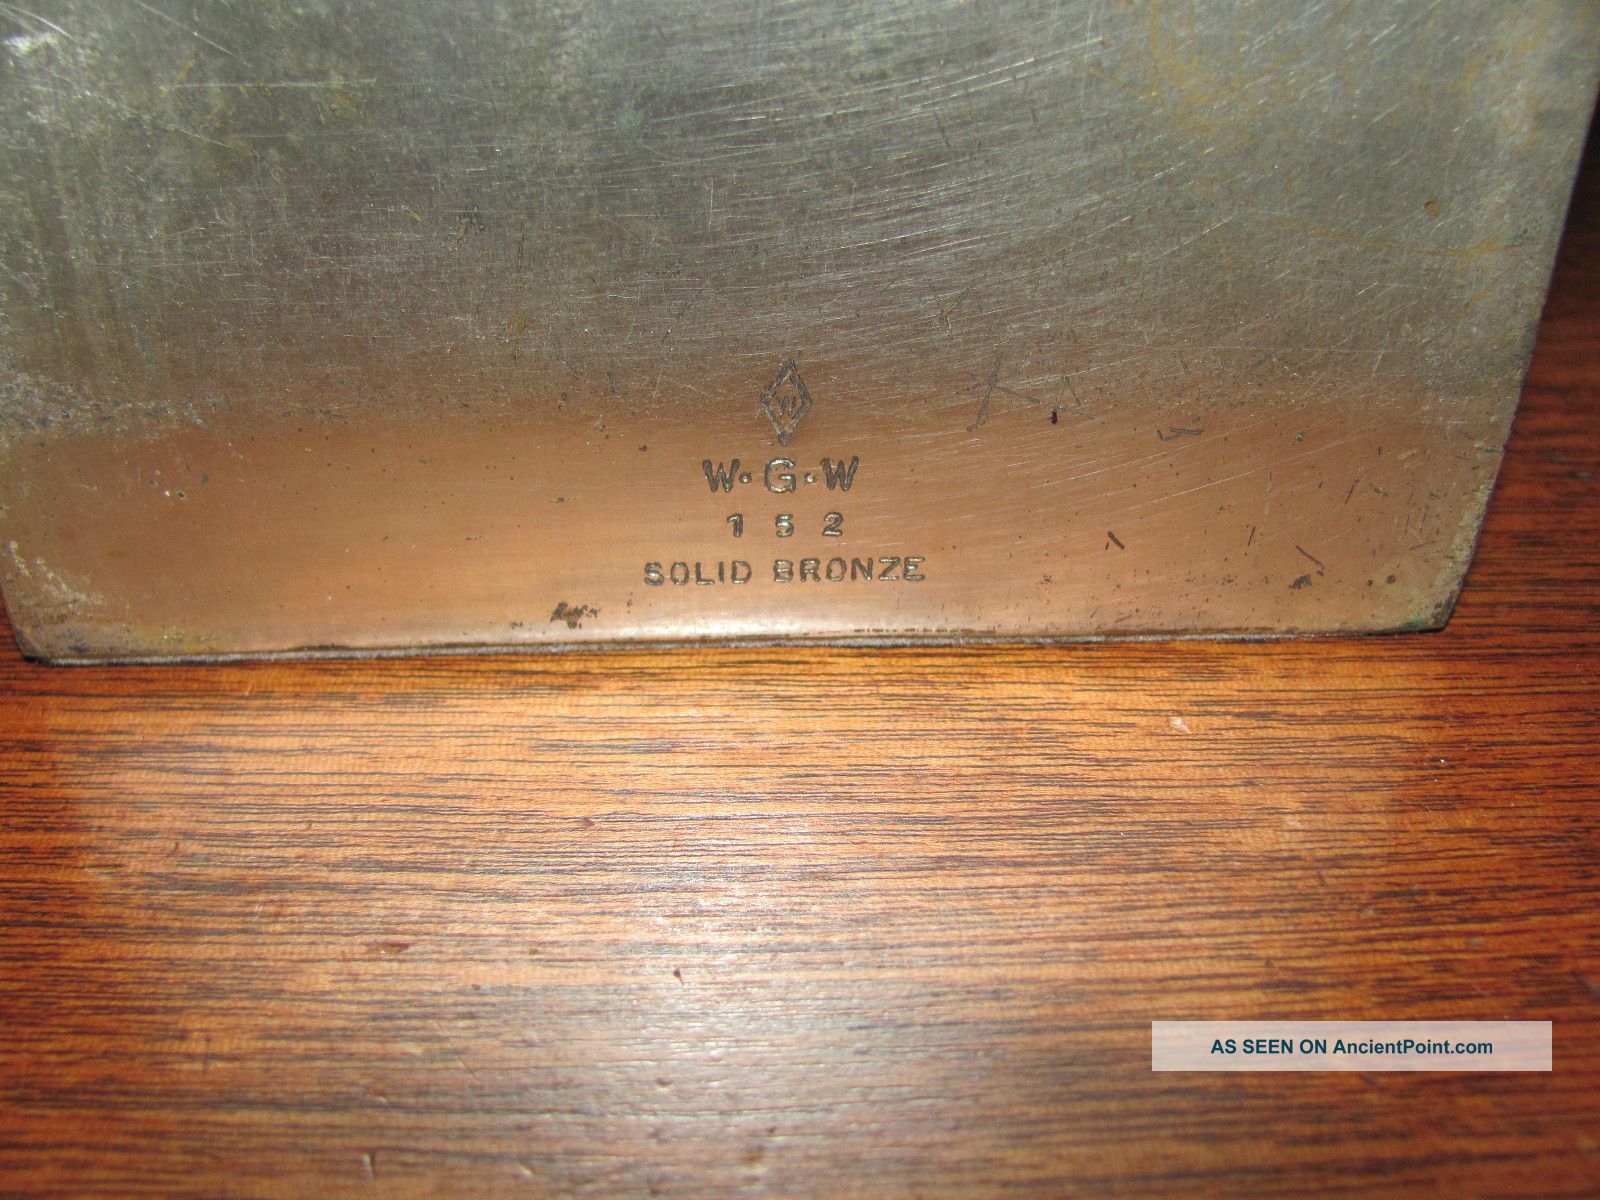 W
W·G·W
152
SOLID BRONZE
AS SEEN ON AncientPoint.com